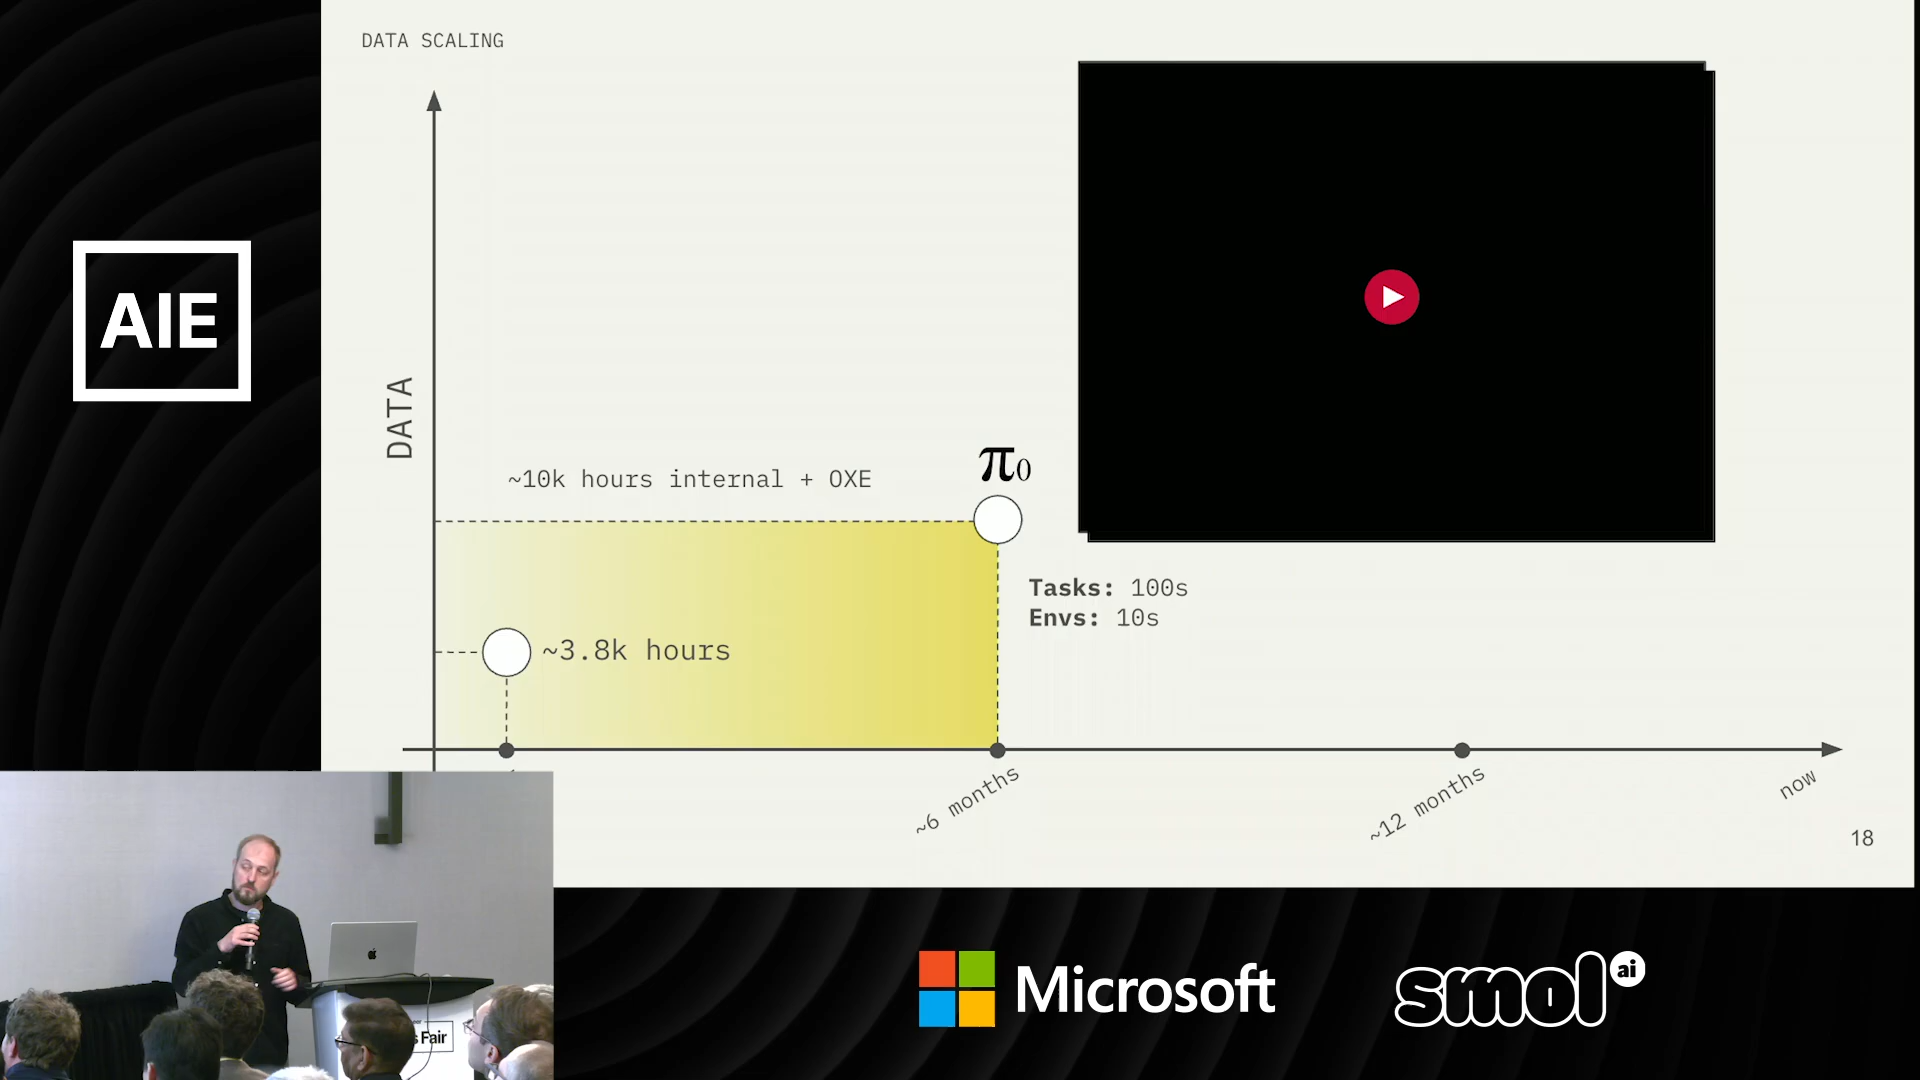 DATA SCALING
AIE
DATA
~10k hours internal + OXE
π0
Tasks: 100s
Envs: 10s
~3.8k hours
~6 months
~12 months
now
18
Fair
Microsoft
smol ai